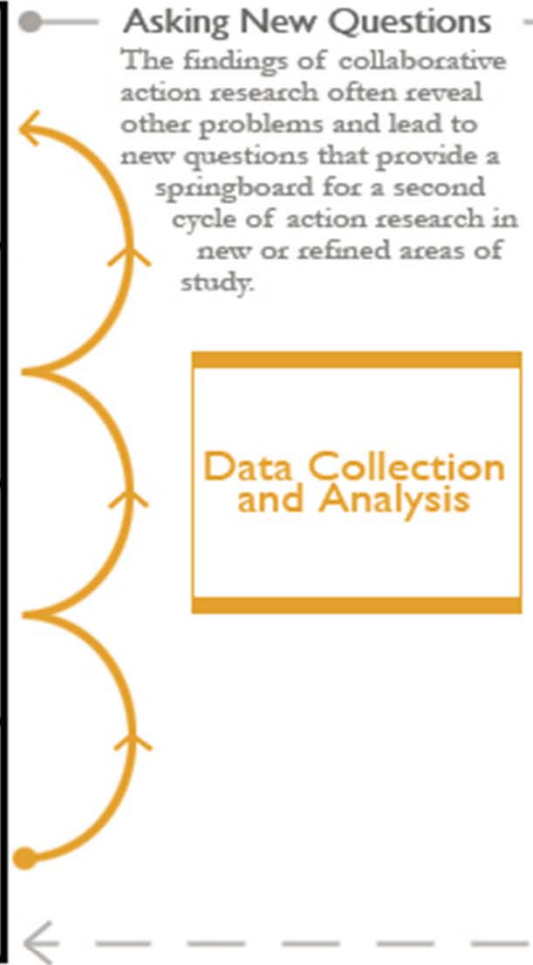 Asking New Questions
The findings of collaborative
action research often reveal
other problems and lead to
new questions that provide a
springboard for a second
cycle of action research in
new or refined areas of
study.
Data Collection
and Analysis